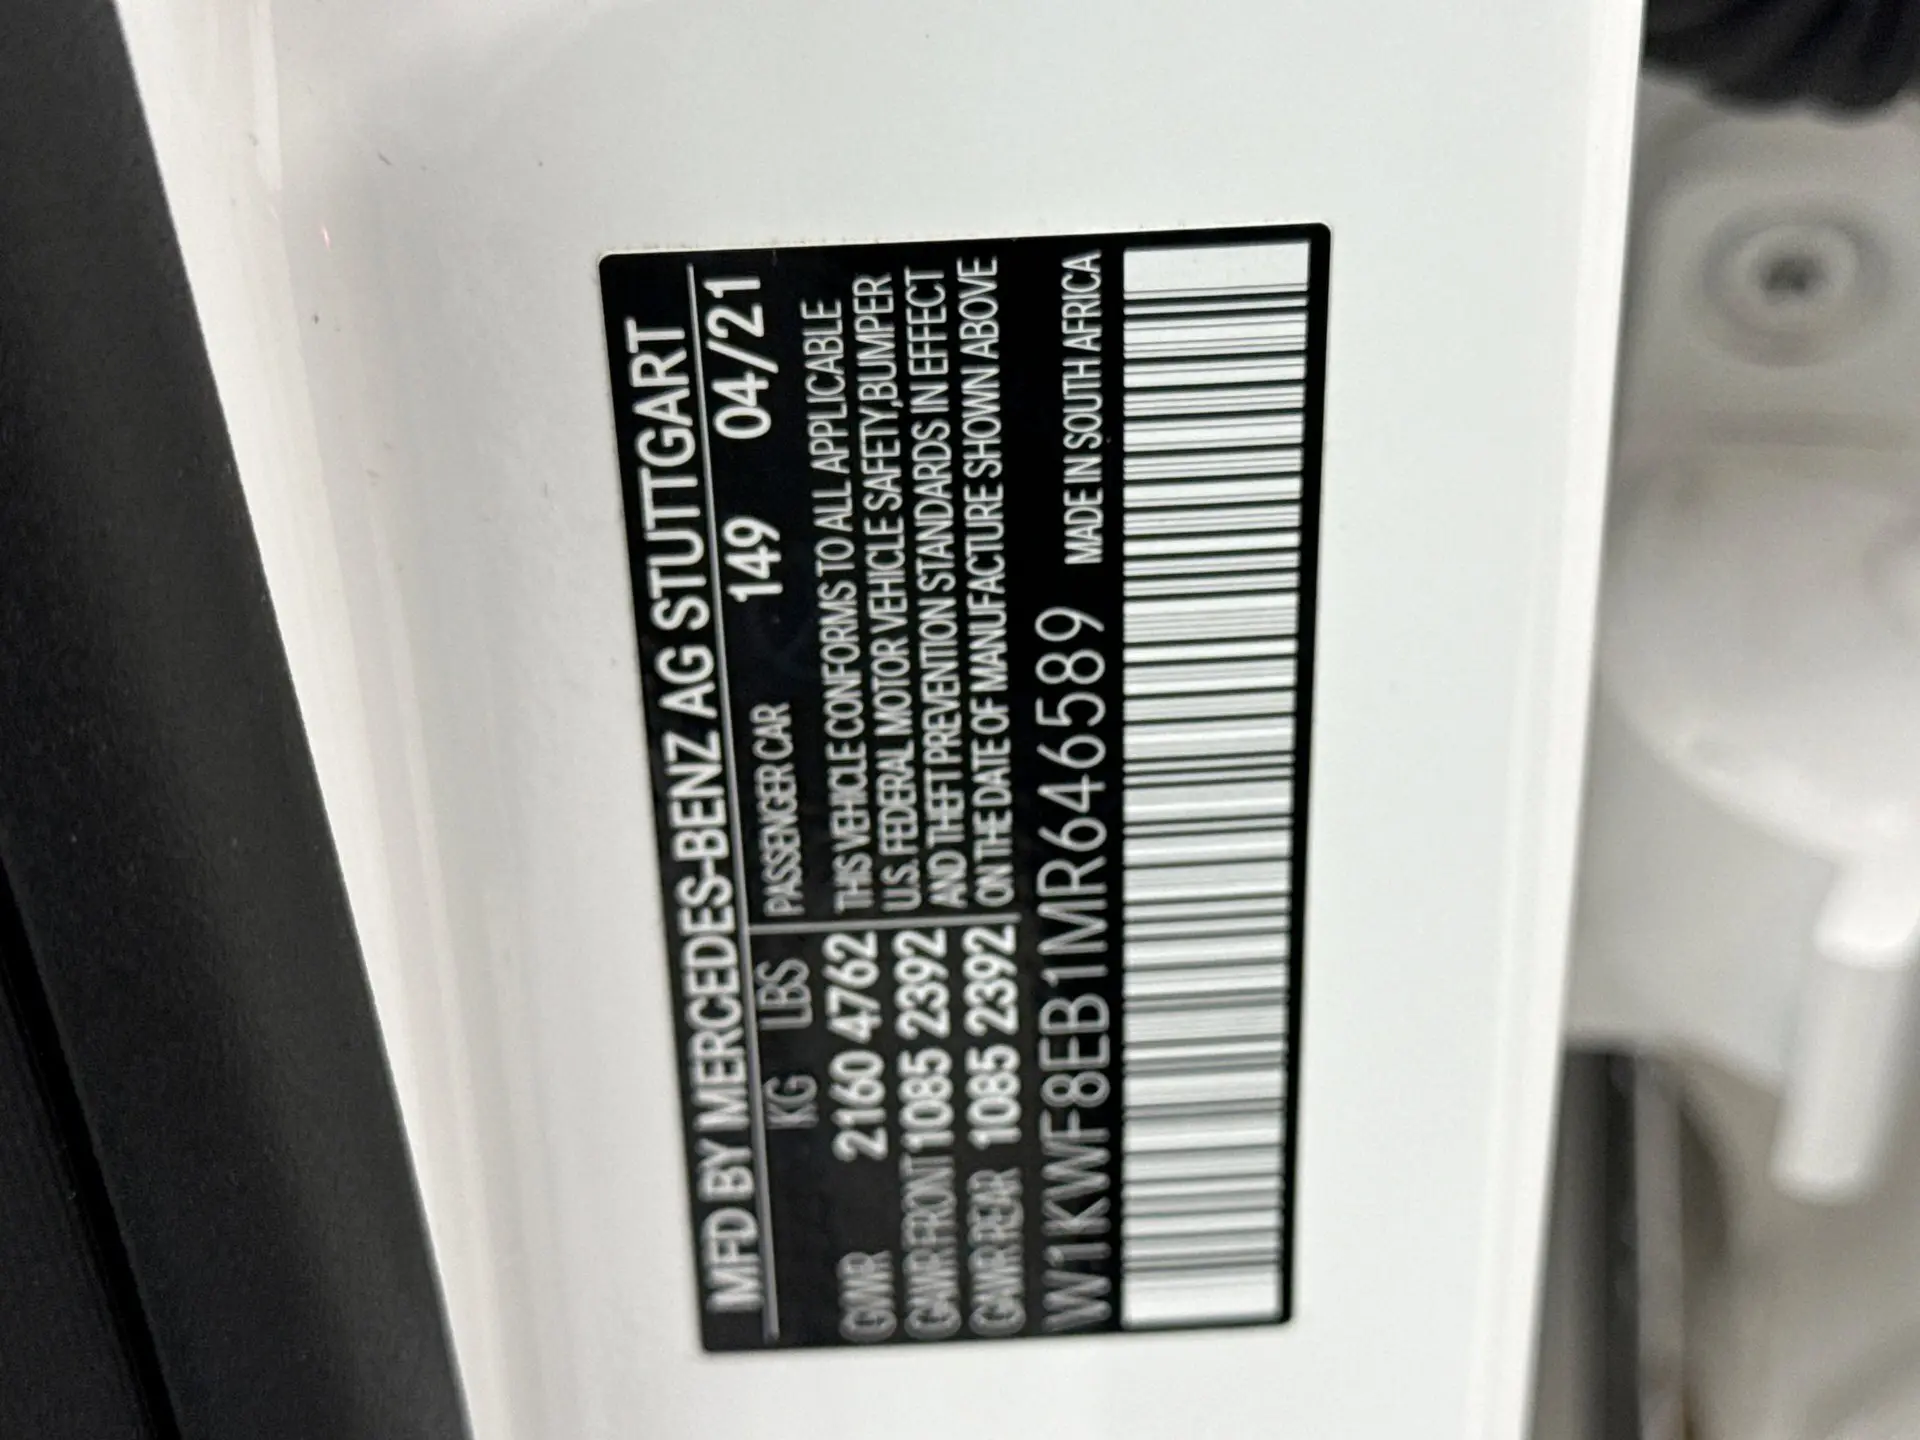 MFD BY MERCEDES-BENZ AG STUTTGART
KG LBS PASSENGER CAR 149 04/21
GVWR 2160 4762 THIS VEHICLE CONFORMS TO ALL APPLICABLE
GAWR FRONT 1085 2392 U.S. FEDERAL MOTOR VEHICLE SAFETY,BUMPER
AND THEFT PREVENTION STANDARDS IN EFFECT
GAWR REAR 1085 2392 ON THE DATE OF MANUFACTURE SHOWN ABOVE
W1KWF8EB1MR646589 MADE IN SOUTH AFRICA